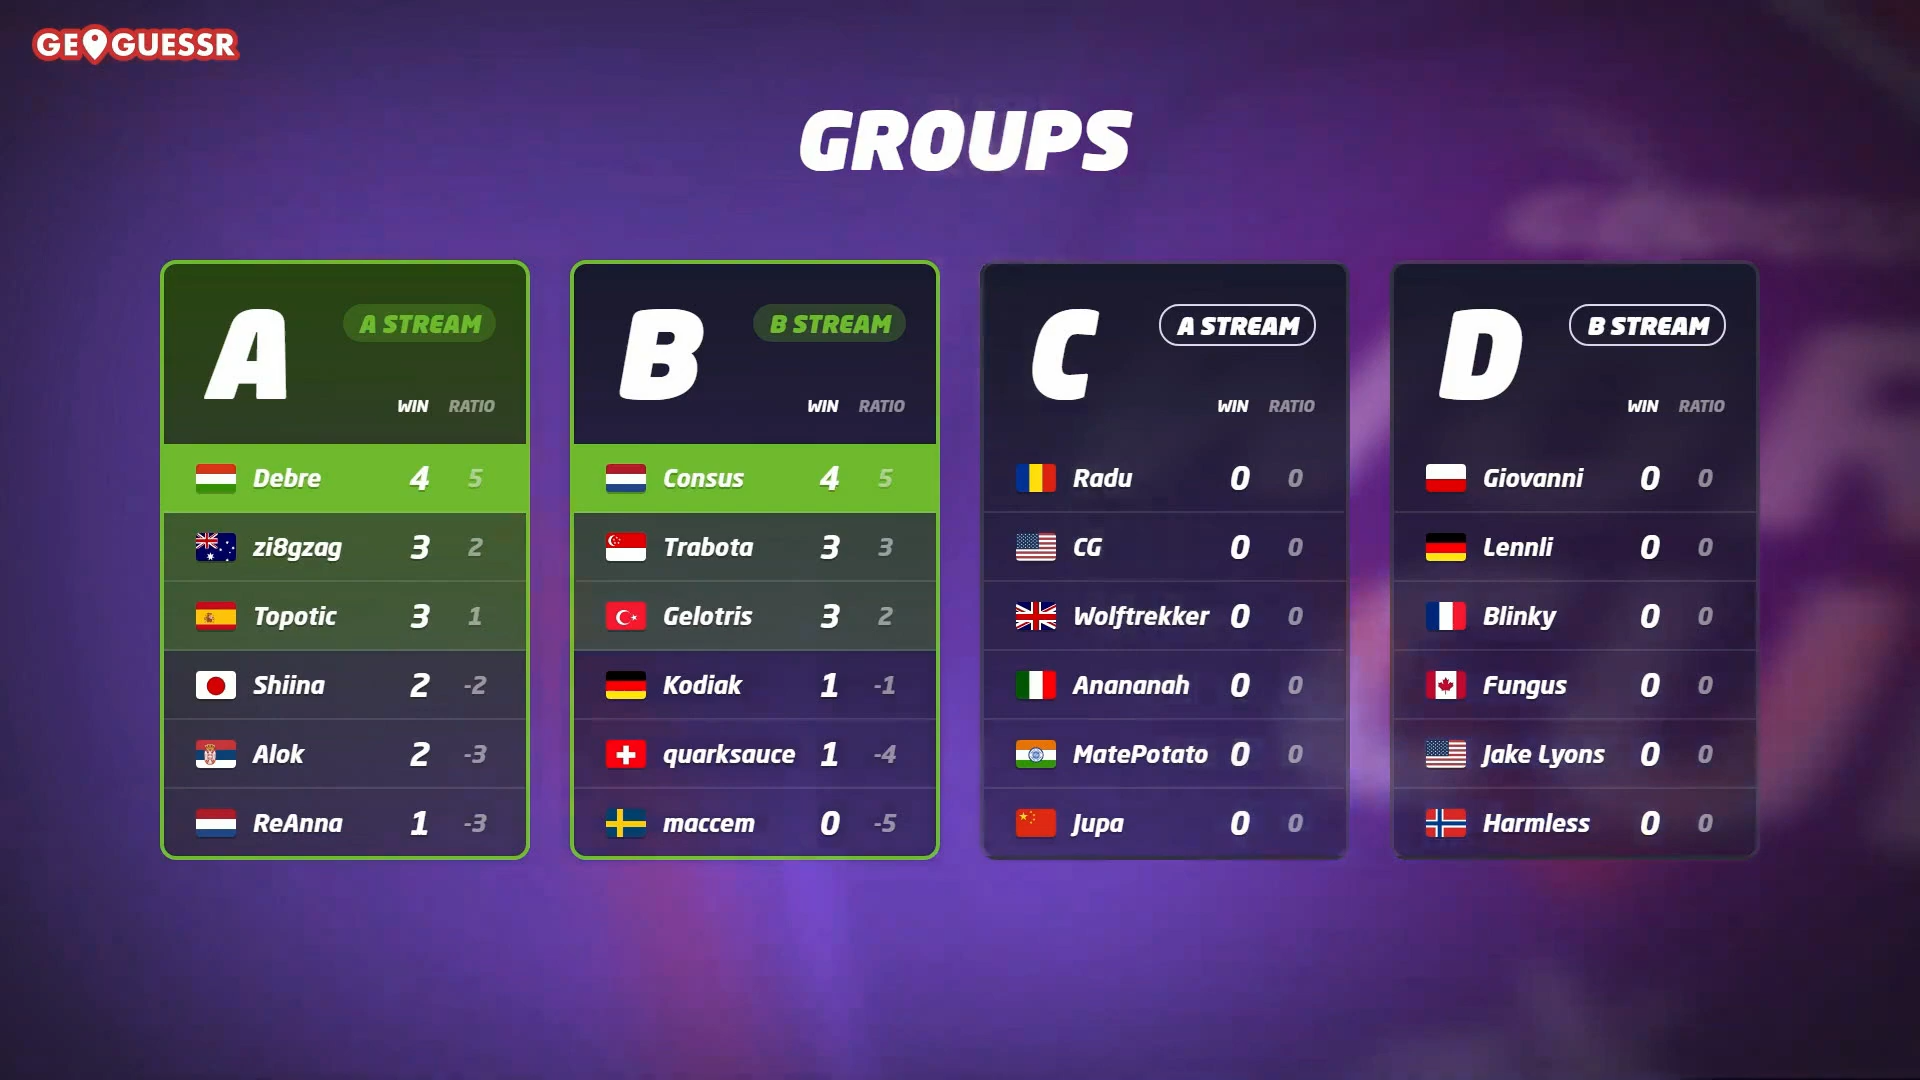 GEOGUESSR
GROUPS
A
A STREAM
WIN RATIO
Debre 4 5
zi8gzag 3 2
Topotic 3 1
Shiina 2 -2
Alok 2 -3
ReAnna 1 -3
B
B STREAM
WIN RATIO
Consus 4 5
Trabota 3 3
Gelotris 3 2
Kodiak 1 -1
quarksauce 1 -4
maccem 0 -5
C
A STREAM
WIN RATIO
Radu 0 0
CG 0 0
Wolftrekker 0 0
Anananah 0 0
MatePotato 0 0
Jupa 0 0
D
B STREAM
WIN RATIO
Giovanni 0 0
Lennli 0 0
Blinky 0 0
Fungus 0 0
Jake Lyons 0 0
Harmless 0 0